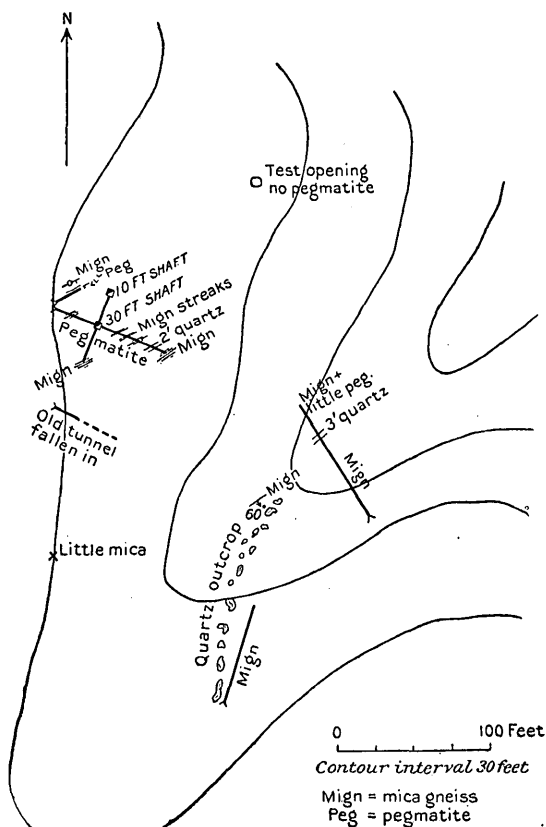 N
Test opening
no pegmatite
Mign
Peg
10 FT SHAFT
30 FT SHAFT
Mign streaks
2' quartz
Mign
Pegmatite
Mign
Old tunnel
fallen in
Little mica
Mign+
little peg.
3' quartz
Mign
Mign
60°
Quartz outcrop
Mign
0 100 Feet
Contour interval 30 feet
Mign = mica gneiss
Peg = pegmatite